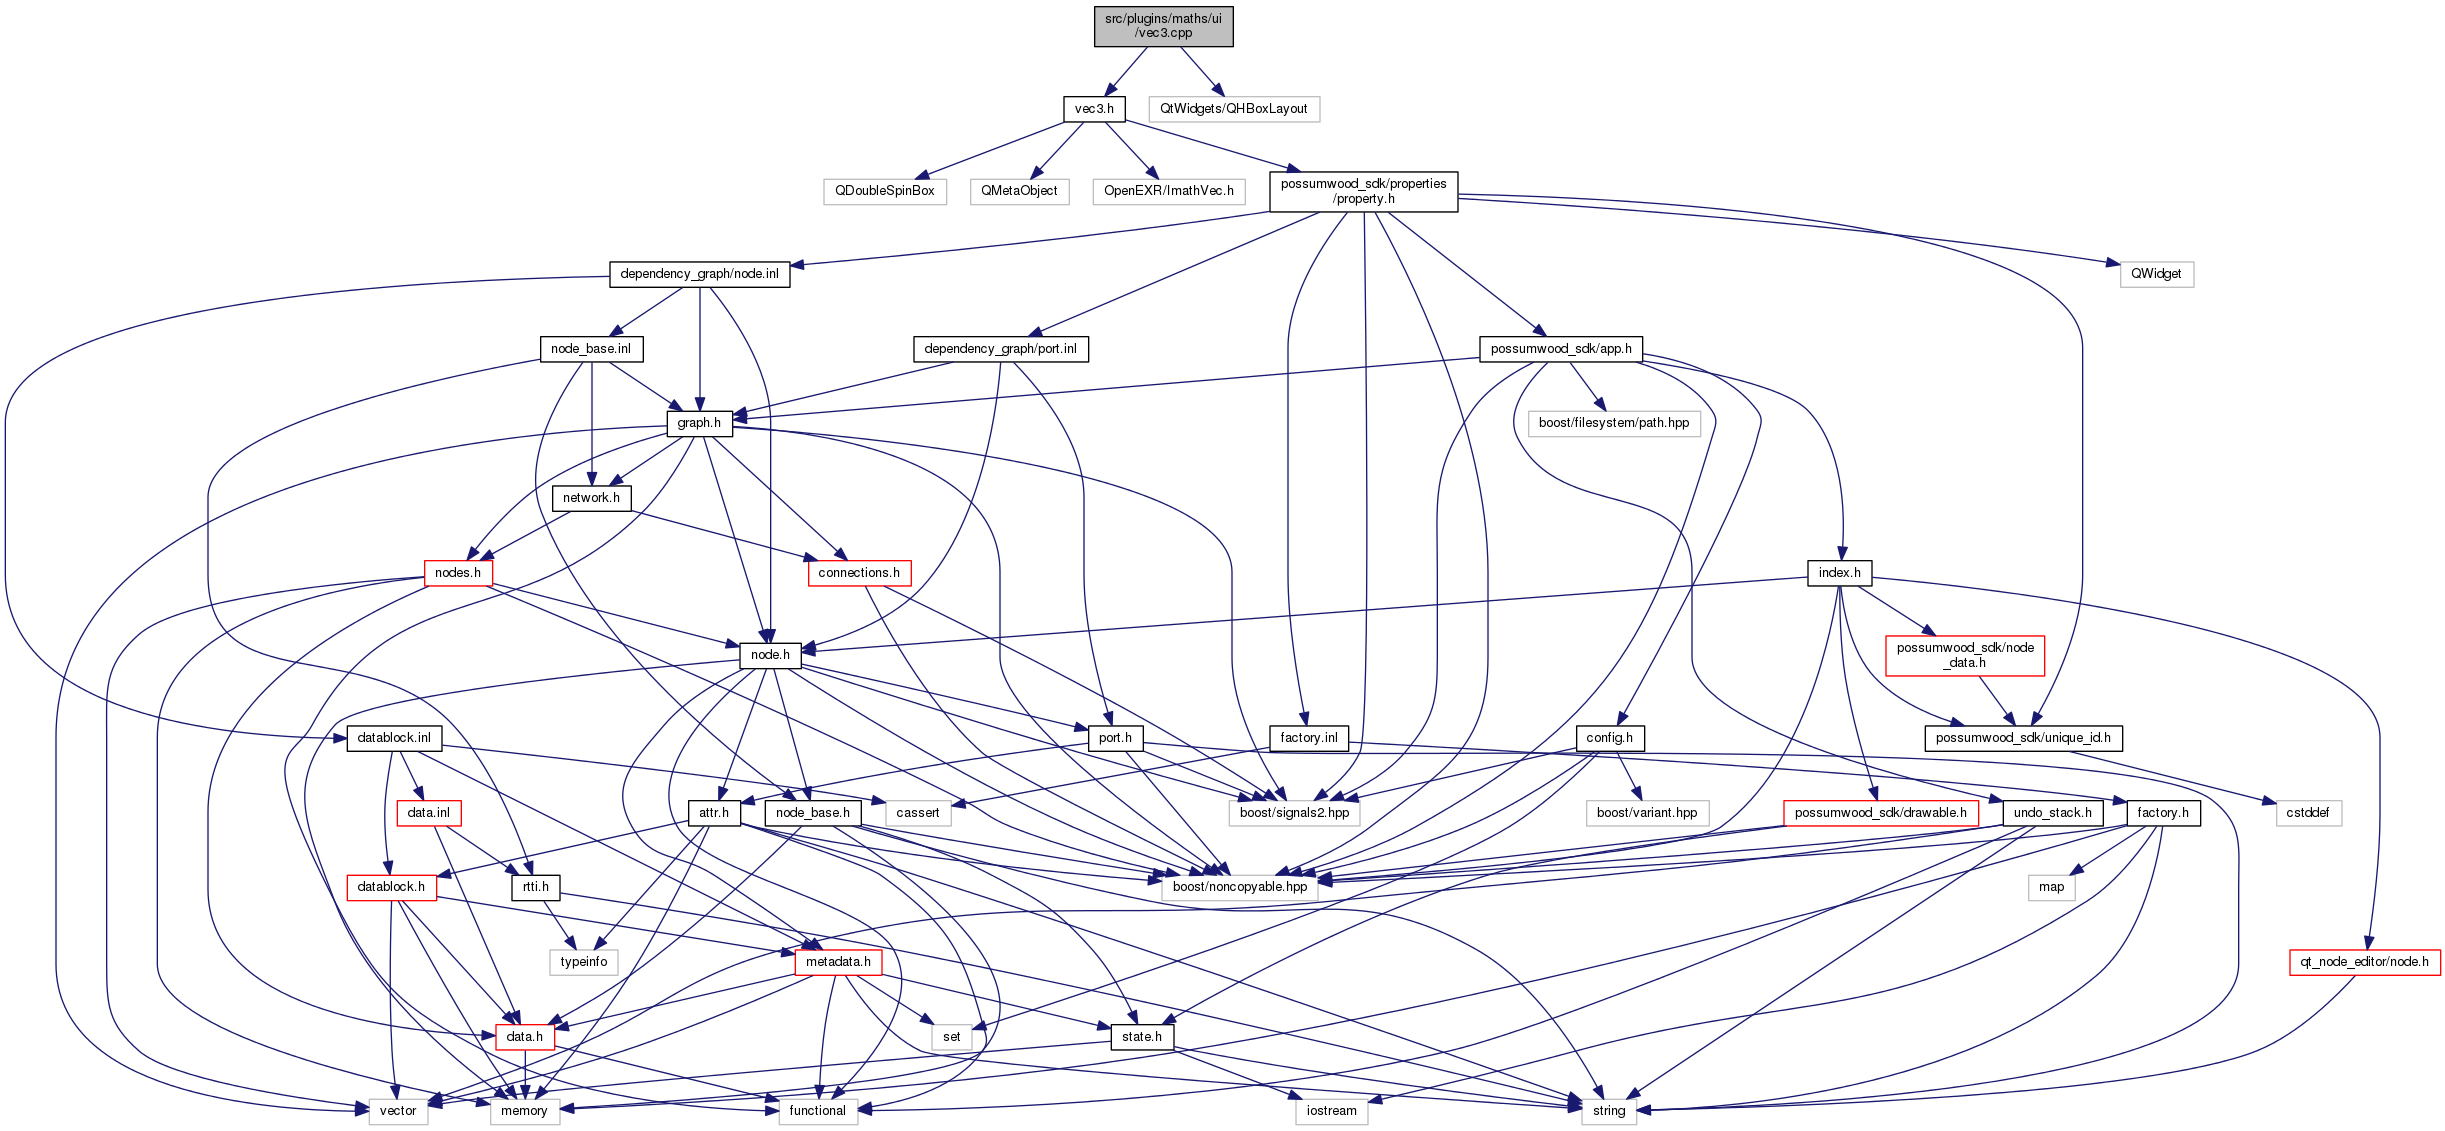 src/plugins/maths/ui
/vec3.cpp
vec3.h
QtWidgets/QHBoxLayout
QDoubleSpinBox
QMetaObject
OpenEXR/ImathVec.h
possumwood_sdk/properties
/property.h
dependency_graph/node.inl
QWidget
node_base.inl
dependency_graph/port.inl
possumwood_sdk/app.h
graph.h
boost/filesystem/path.hpp
network.h
nodes.h
connections.h
index.h
node.h
possumwood_sdk/node
_data.h
datablock.inl
port.h
factory.inl
config.h
possumwood_sdk/unique_id.h
data.inl
attr.h
node_base.h
cassert
boost/signals2.hpp
boost/variant.hpp
possumwood_sdk/drawable.h
undo_stack.h
factory.h
cstddef
datablock.h
rtti.h
boost/noncopyable.hpp
map
typeinfo
metadata.h
qt_node_editor/node.h
data.h
set
state.h
vector
memory
functional
iostream
string